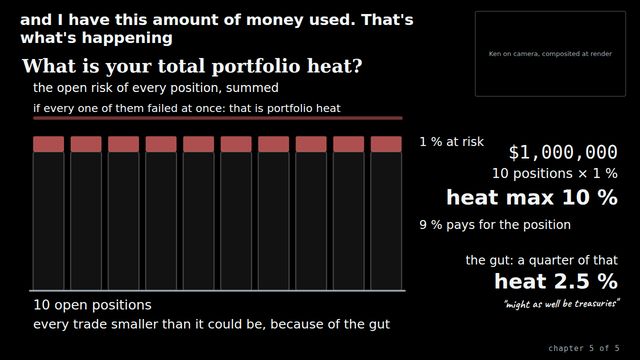 and I have this amount of money used. That's
what's happening
Ken on camera, composited at render
What is your total portfolio heat?
the open risk of every position, summed
if every one of them failed at once: that is portfolio heat
1 % at risk
$1,000,000
10 positions × 1 %
heat max 10 %
9 % pays for the position
the gut: a quarter of that
heat 2.5 %
"might as well be treasuries"
10 open positions
every trade smaller than it could be, because of the gut
chapter 5 of 5